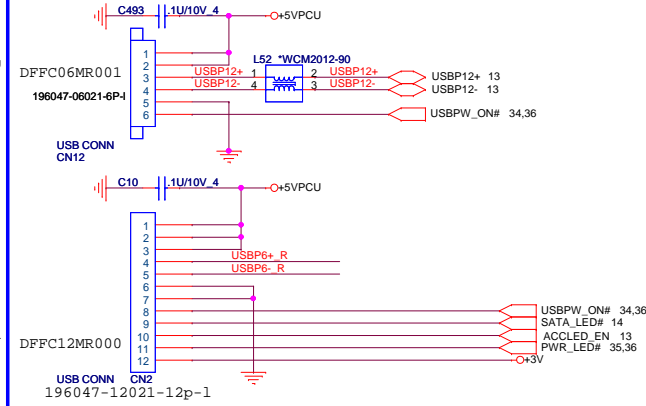 C493 .1U/10V_4 +5VPCU
1
2
DFFC06MR001
3 USBP12+ 1 L52 *WCM2012-90 2 USBP12+ USBP12+ 13
4 USBP12- 4 3 USBP12- USBP12- 13
196047-06021-6P-l
5
6 USBPW_ON# 34,36
USB CONN
CN12
C10 .1U/10V_4 +5VPCU
1
2
3
4 USBP6+_R
5 USBP6-_R
6
7
8 USBPW_ON# 34,36
9 SATA_LED# 14
10 ACCLED_EN 13
DFFC12MR000
11 PWR_LED# 35,36
12 +3V
USB CONN CN2
196047-12021-12p-l